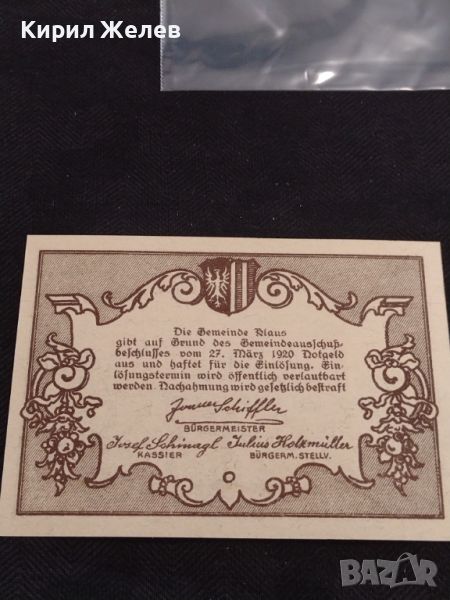 Кирил Желев
Die Gemeinde Klaus
gibt auf Grund des Gemeindeausschuß-
beschlusses vom 27. März 1920 Notgeld
aus und haftet für die Einlösung. Ein-
lösungstermin wird öffentlich verlautbart
werden. Nachahmung wird gesetzlich bestraft
Schiffler
BÜRGERMEISTER
Josef Schinagl Julius Holzmüller
KASSIER BÜRGERM. STELLV.
BAZAR